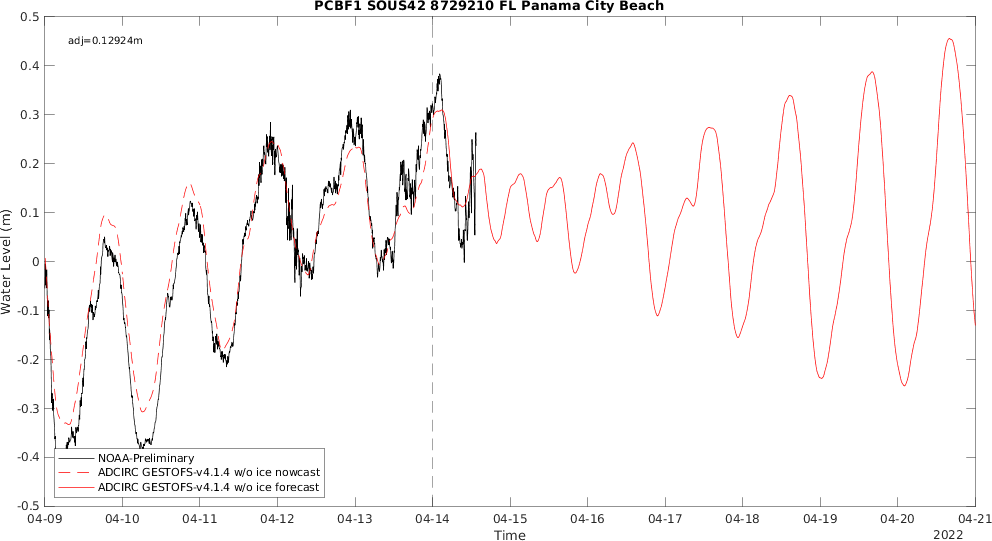 PCBF1 SOUS42 8729210 FL Panama City Beach
adj=0.12924m
0.5
0.4
0.3
0.2
0.1
0
-0.1
-0.2
-0.3
-0.4
-0.5
Water Level (m)
NOAA-Preliminary
ADCIRC GESTOFS-v4.1.4 w/o ice nowcast
ADCIRC GESTOFS-v4.1.4 w/o ice forecast
04-09 04-10 04-11 04-12 04-13 04-14 04-15 04-16 04-17 04-18 04-19 04-20 04-21
Time
2022